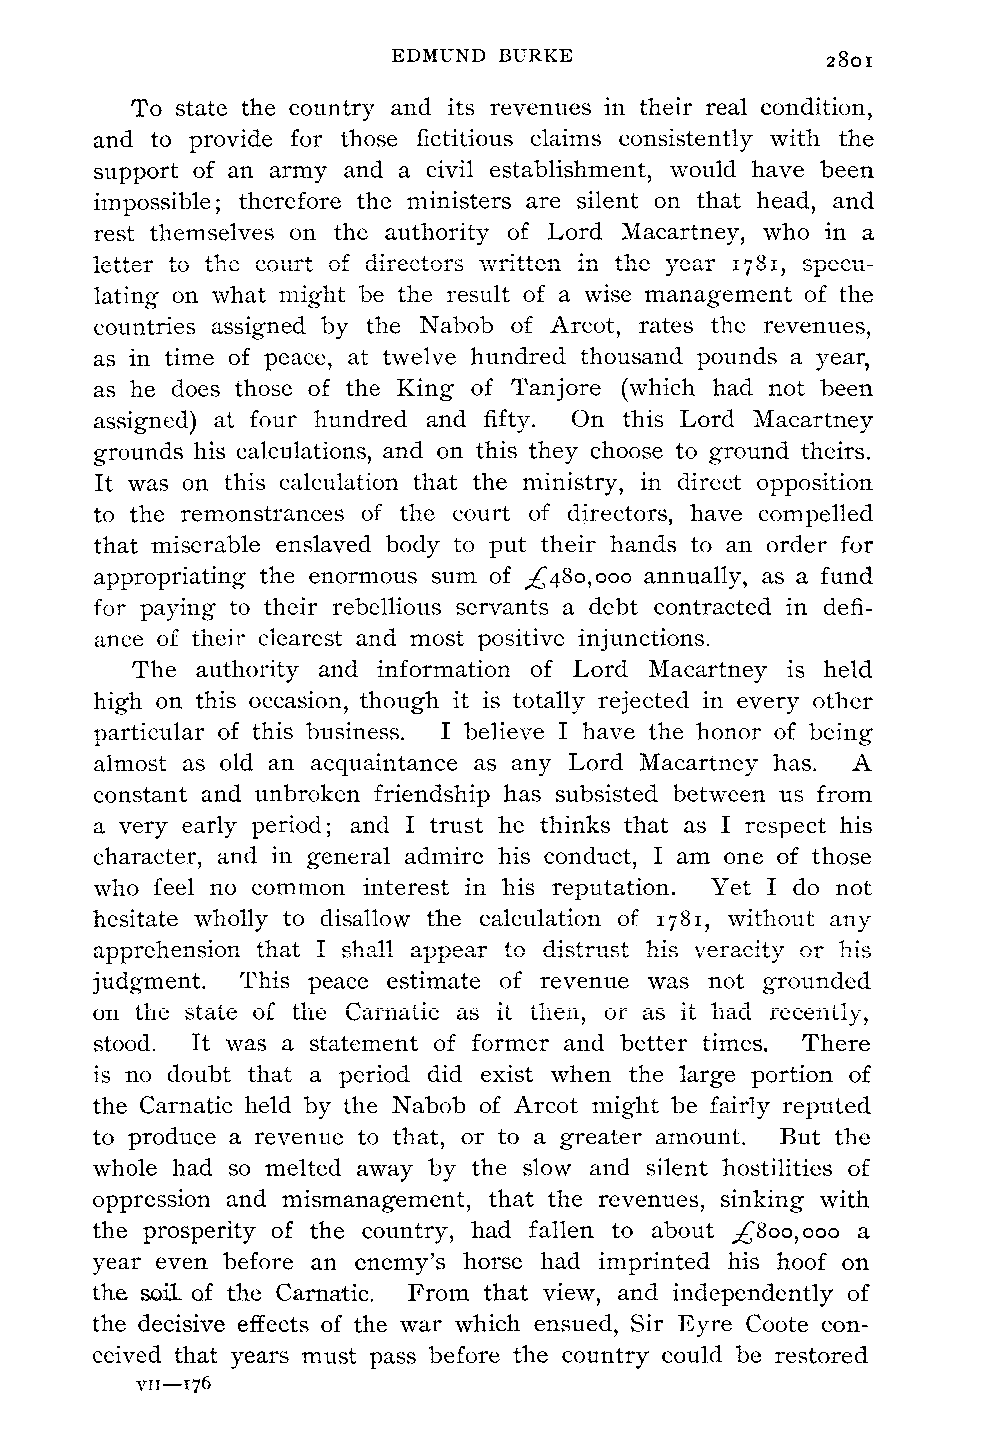 EDMUND BURKE 2801
To state the country and its revenues in their real condition,
and to provide for those fictitious claims consistently with the
support of an army and a civil establishment, would have been
impossible; therefore the ministers are silent on that head, and
rest themselves on the authority of Lord Macartney, who in a
letter to the court of directors written in the year 1781, specu-
lating on what might be the result of a wise management of the
countries assigned by the Nabob of Arcot, rates the revenues,
as in time of peace, at twelve hundred thousand pounds a year,
as he does those of the King of Tanjore (which had not been
assigned) at four hundred and fifty. On this Lord Macartney
grounds his calculations, and on this they choose to ground theirs.
It was on this calculation that the ministry, in direct opposition
to the remonstrances of the court of directors, have compelled
that miserable enslaved body to put their hands to an order for
appropriating the enormous sum of £480,000 annually, as a fund
for paying to their rebellious servants a debt contracted in defi-
ance of their clearest and most positive injunctions.
The authority and information of Lord Macartney is held
high on this occasion, though it is totally rejected in every other
particular of this business. I believe I have the honor of being
almost as old an acquaintance as any Lord Macartney has. A
constant and unbroken friendship has subsisted between us from
a very early period; and I trust he thinks that as I respect his
character, and in general admire his conduct, I am one of those
who feel no common interest in his reputation. Yet I do not
hesitate wholly to disallow the calculation of 1781, without any
apprehension that I shall appear to distrust his veracity or his
judgment. This peace estimate of revenue was not grounded
on the state of the Carnatic as it then, or as it had recently,
stood. It was a statement of former and better times. There
is no doubt that a period did exist when the large portion of
the Carnatic held by the Nabob of Arcot might be fairly reputed
to produce a revenue to that, or to a greater amount. But the
whole had so melted away by the slow and silent hostilities of
oppression and mismanagement, that the revenues, sinking with
the prosperity of the country, had fallen to about £800,000 a
year even before an enemy's horse had imprinted his hoof on
the soil of the Carnatic. From that view, and independently of
the decisive effects of the war which ensued, Sir Eyre Coote con-
ceived that years must pass before the country could be restored
VII—176